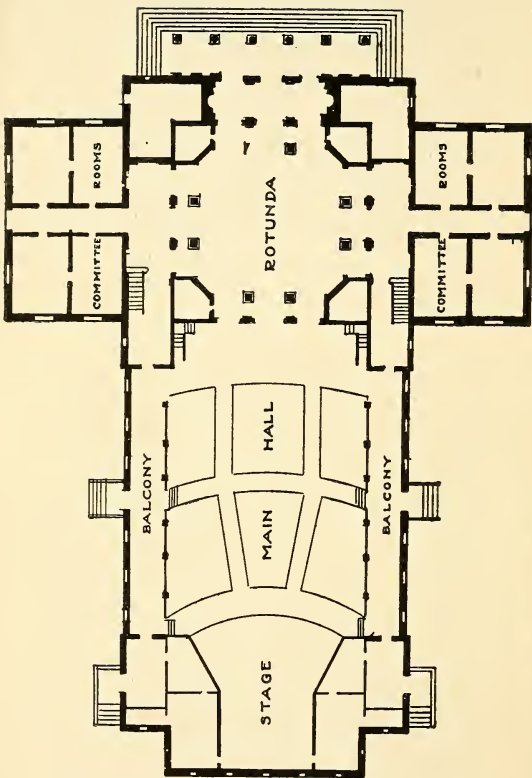 ROOMS
COMMITTEE
ROTUNDA
ROOMS
COMMITTEE
BALCONY
HALL
MAIN
BALCONY
STAGE